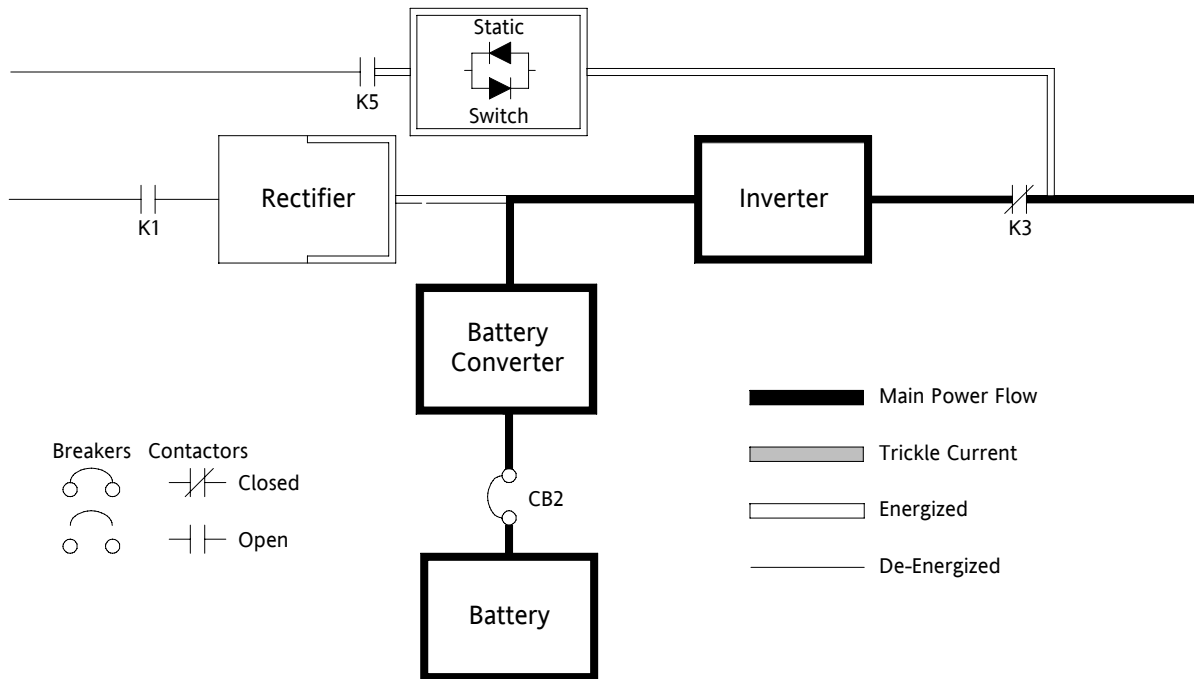 Static
Switch
K5
Rectifier
K1
Inverter
K3
Battery
Converter
Main Power Flow
Trickle Current
Energized
De-Energized
Breakers Contactors
Closed
Open
CB2
Battery